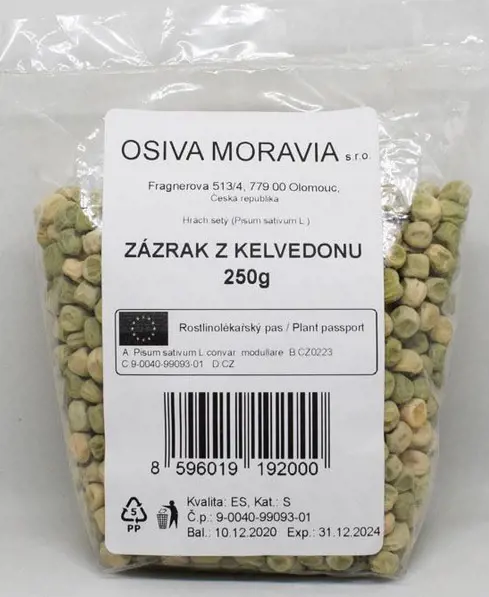 OSIVA MORAVIA s.r.o.
Fragnerova 513/4, 779 00 Olomouc,
Česká republika
Hrách setý (Pisum sativum L.)
ZÁZRAK Z KELVEDONU
250g
Rostlinolékařský pas / Plant passport
A Pisum sativum L convar. modullare B CZ0223
C 9-0040-99093-01 D CZ
8 596019 192000
5
PP
Kvalita: ES, Kat.: S
Č.p.: 9-0040-99093-01
Bal.: 10.12.2020 Exp.: 31.12.2024